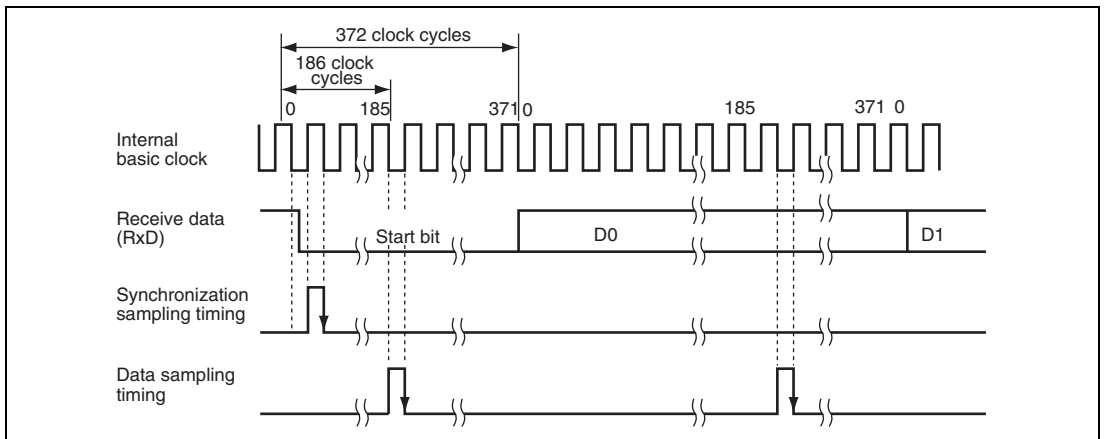 372 clock cycles
186 clock
cycles
0 185 371 0 185 371 0
Internal
basic clock
Receive data
(RxD)
Start bit D0 D1
Synchronization
sampling timing
Data sampling
timing